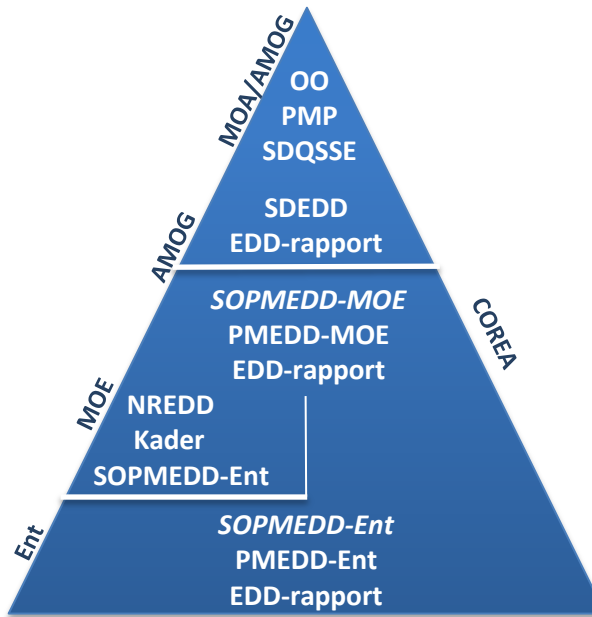 MOA/AMOG
OO
PMP
SDQSSE
AMOG
SDEDD
EDD-rapport
SOPMEDD-MOE
PMEDD-MOE
EDD-rapport
COREA
MOE
NREDD
Kader
SOPMEDD-Ent
Ent
SOPMEDD-Ent
PMEDD-Ent
EDD-rapport